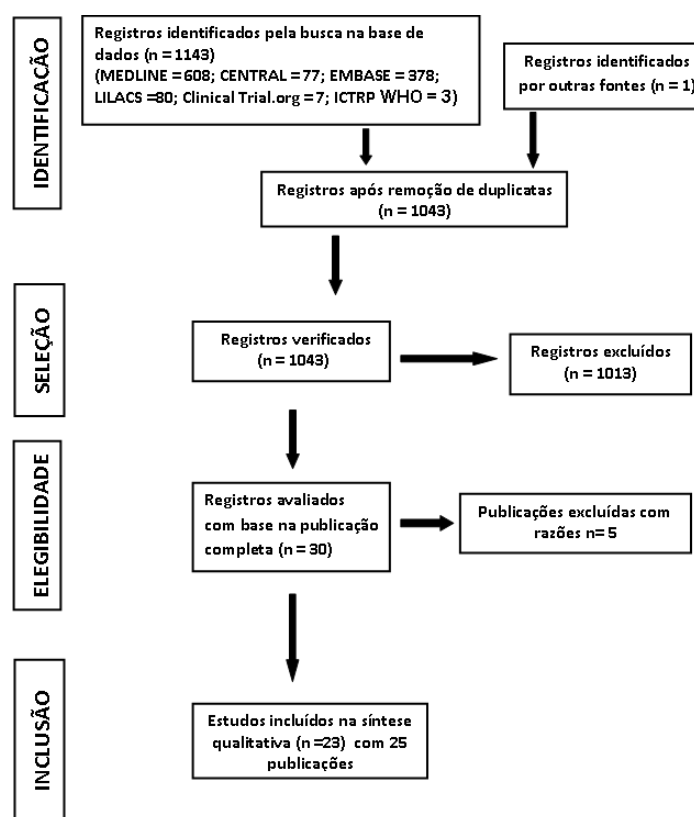 IDENTIFICAÇÃO
Registros identificados pela busca na base de
dados (n = 1143)
(MEDLINE = 608; CENTRAL = 77; EMBASE = 378;
LILACS =80; Clinical Trial.org = 7; ICTRP WHO = 3)
Registros identificados
por outras fontes (n = 1)
Registros após remoção de duplicatas
(n = 1043)
SELEÇÃO
Registros verificados
(n = 1043)
Registros excluídos
(n = 1013)
ELEGIBILIDADE
Registros avaliados
com base na publicação
completa (n = 30)
Publicações excluídas com
razões n= 5
INCLUSÃO
Estudos incluídos na síntese
qualitativa (n =23) com 25
publicações